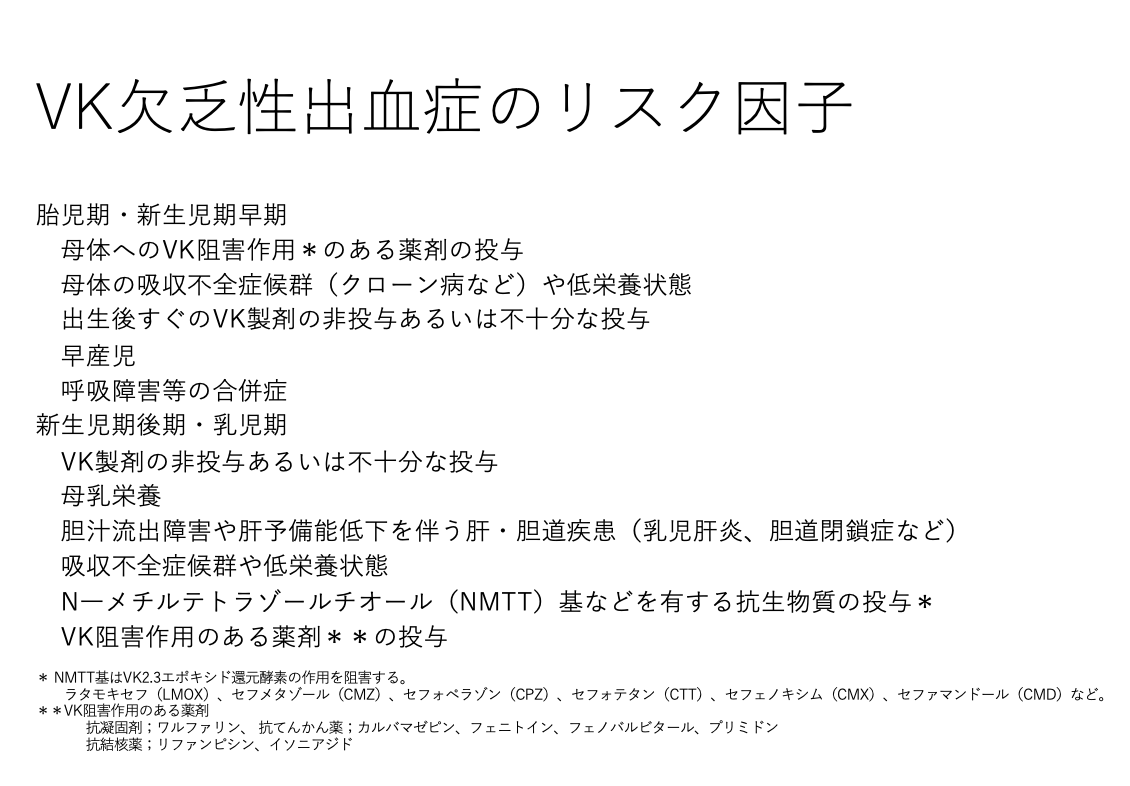 VK欠乏性出血症のリスク因子
胎児期・新生児期早期
母体へのVK阻害作用＊のある薬剤の投与
母体の吸収不全症候群（クローン病など）や低栄養状態
出生後すぐのVK製剤の非投与あるいは不十分な投与
早産児
呼吸障害等の合併症
新生児期後期・乳児期
VK製剤の非投与あるいは不十分な投与
母乳栄養
胆汁流出障害や肝予備能低下を伴う肝・胆道疾患（乳児肝炎、胆道閉鎖症など）
吸収不全症候群や低栄養状態
N―メチルテトラゾールチオール（NMTT）基などを有する抗生物質の投与＊
VK阻害作用のある薬剤＊＊の投与
＊ NMTT基はVK2.3エポキシド還元酵素の作用を阻害する。
ラタモキセフ（LMOX）、セフメタゾール（CMZ）、セフォペラゾン（CPZ）、セフォテタン（CTT）、セフェノキシム（CMX）、セファマンドール（CMD）など。
＊＊VK阻害作用のある薬剤
抗凝固剤；ワルファリン、 抗てんかん薬；カルバマゼピン、フェニトイン、フェノバルビタール、プリミドン
抗結核薬；リファンピシン、イソニアジド